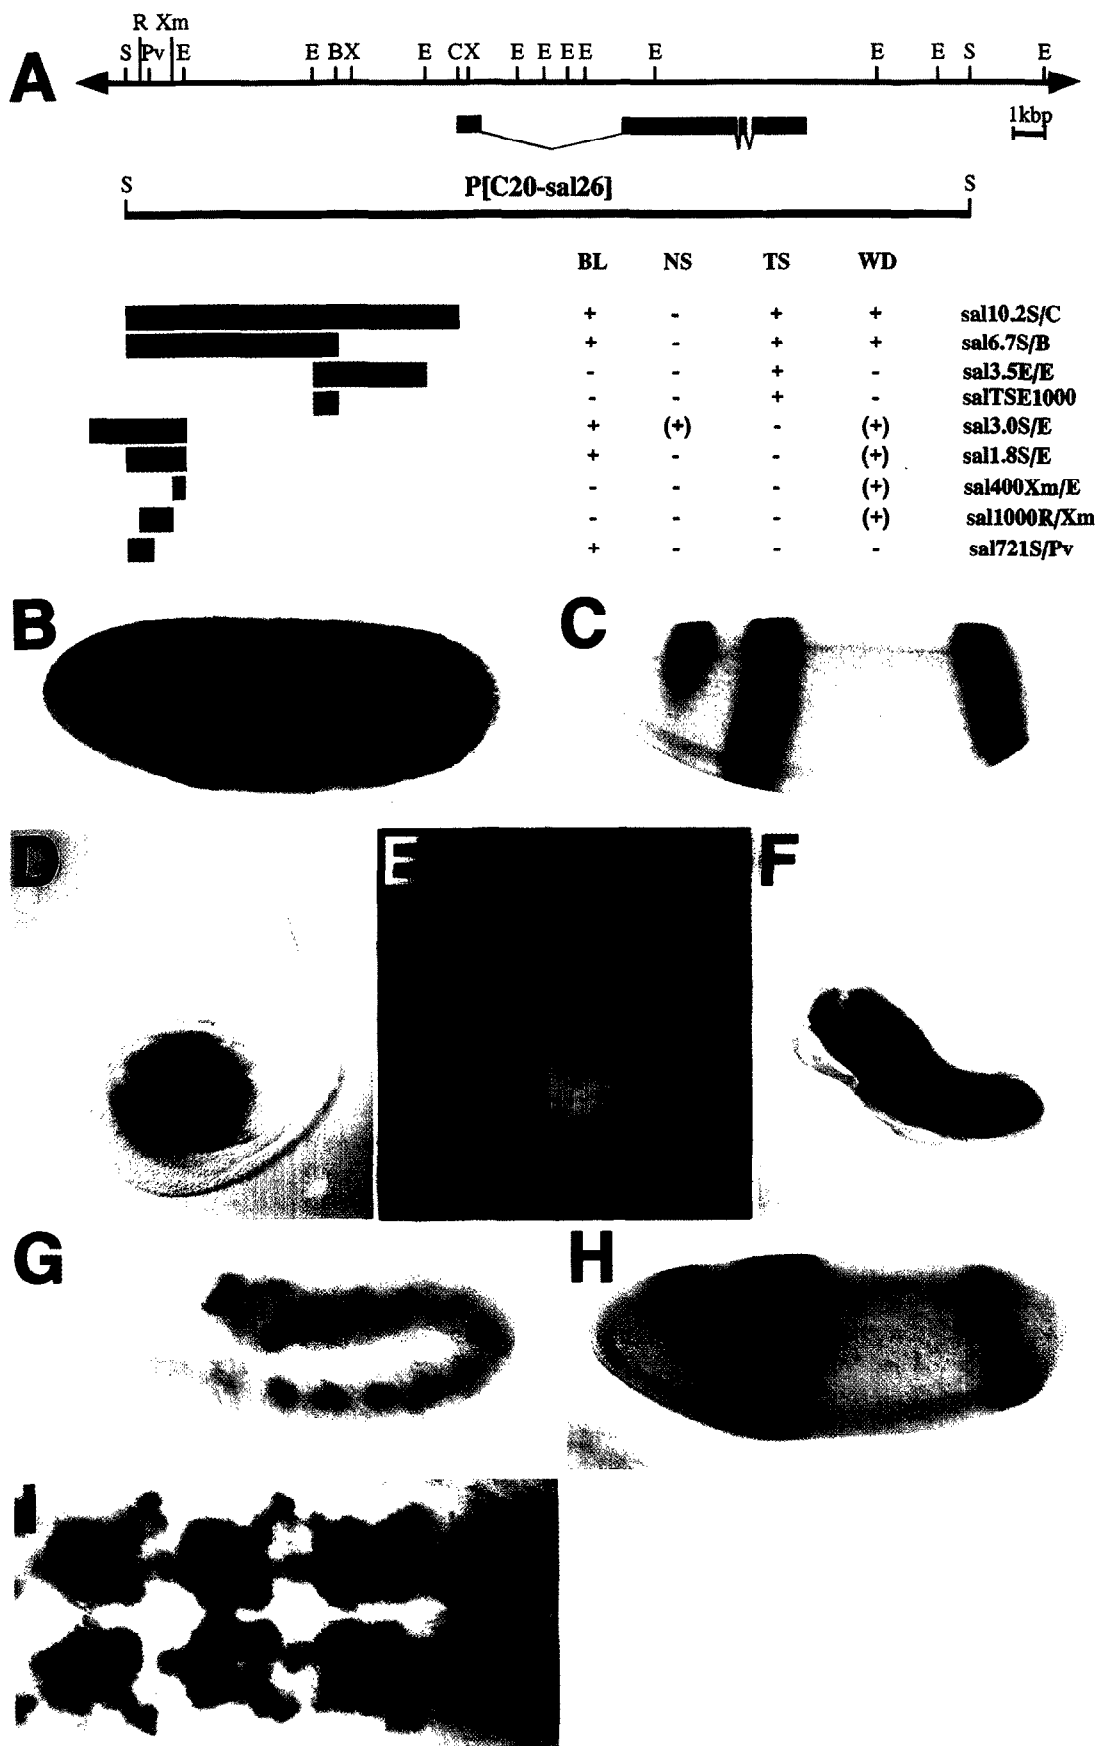 R Xm
S Pv E E B X E C X E E E E E E E S E
A
1kbp
S P[C20-sal26] S
BL NS TS WD
+ - + + sal10.2S/C
+ - + + sal6.7S/B
- - + - sal3.5E/E
- - + - salTSE1000
+ (+) - (+) sal3.0S/E
+ - - (+) sal1.8S/E
- - - (+) sal400Xm/E
- - - (+) sal1000R/Xm
+ - - - sal721S/Pv
B C
D E F
G H
I